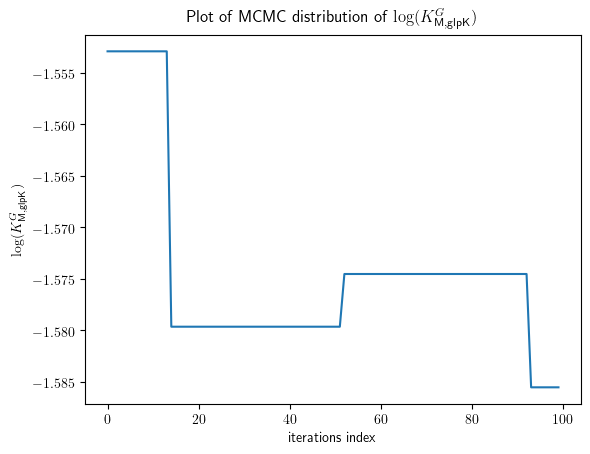 Plot of MCMC distribution of log(K^G_M,glpK)
log(K^G_M,glpK)
−1.555
−1.560
−1.565
−1.570
−1.575
−1.580
−1.585
0 20 40 60 80 100
iterations index